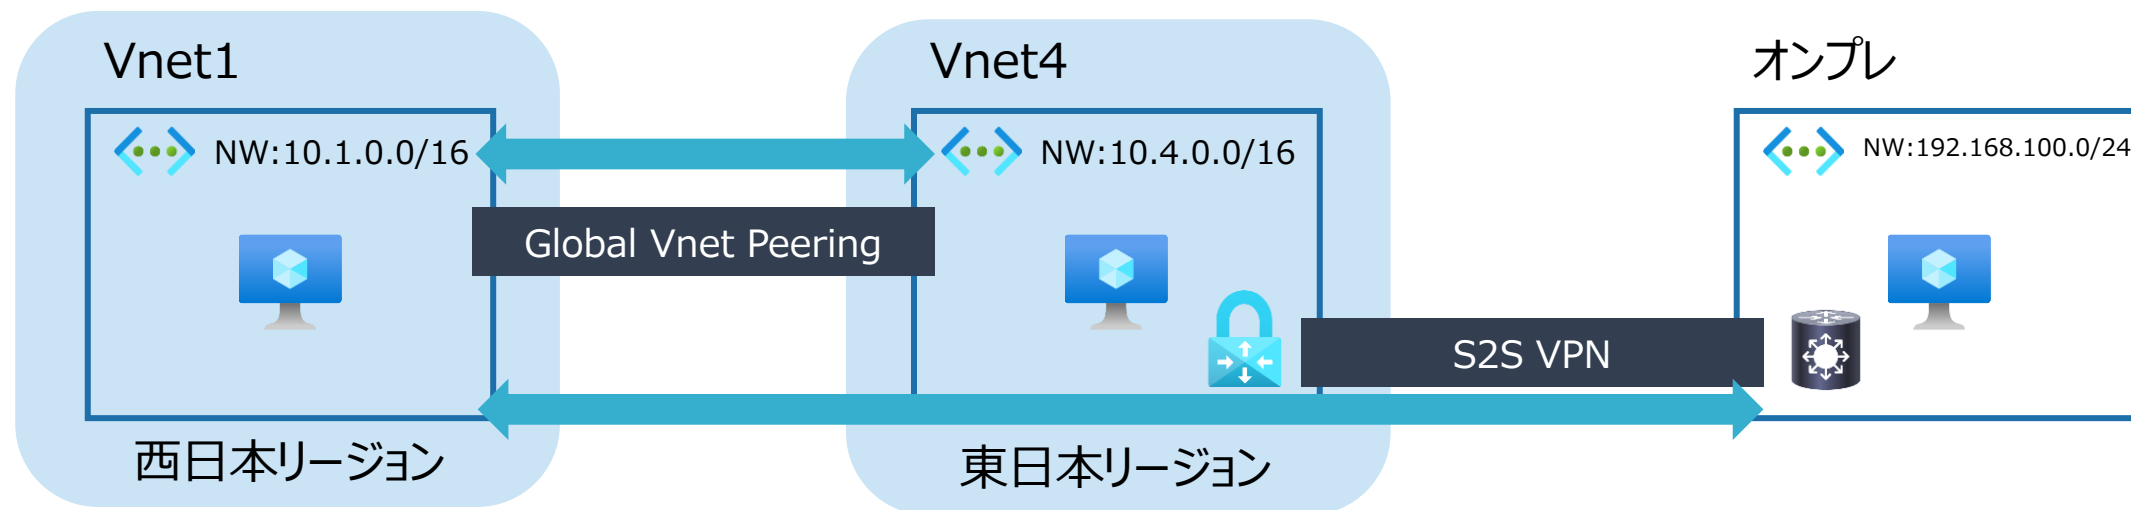 Vnet1
Vnet4
オンプレ
NW:10.1.0.0/16
NW:10.4.0.0/16
NW:192.168.100.0/24
Global Vnet Peering
S2S VPN
西日本リージョン
東日本リージョン